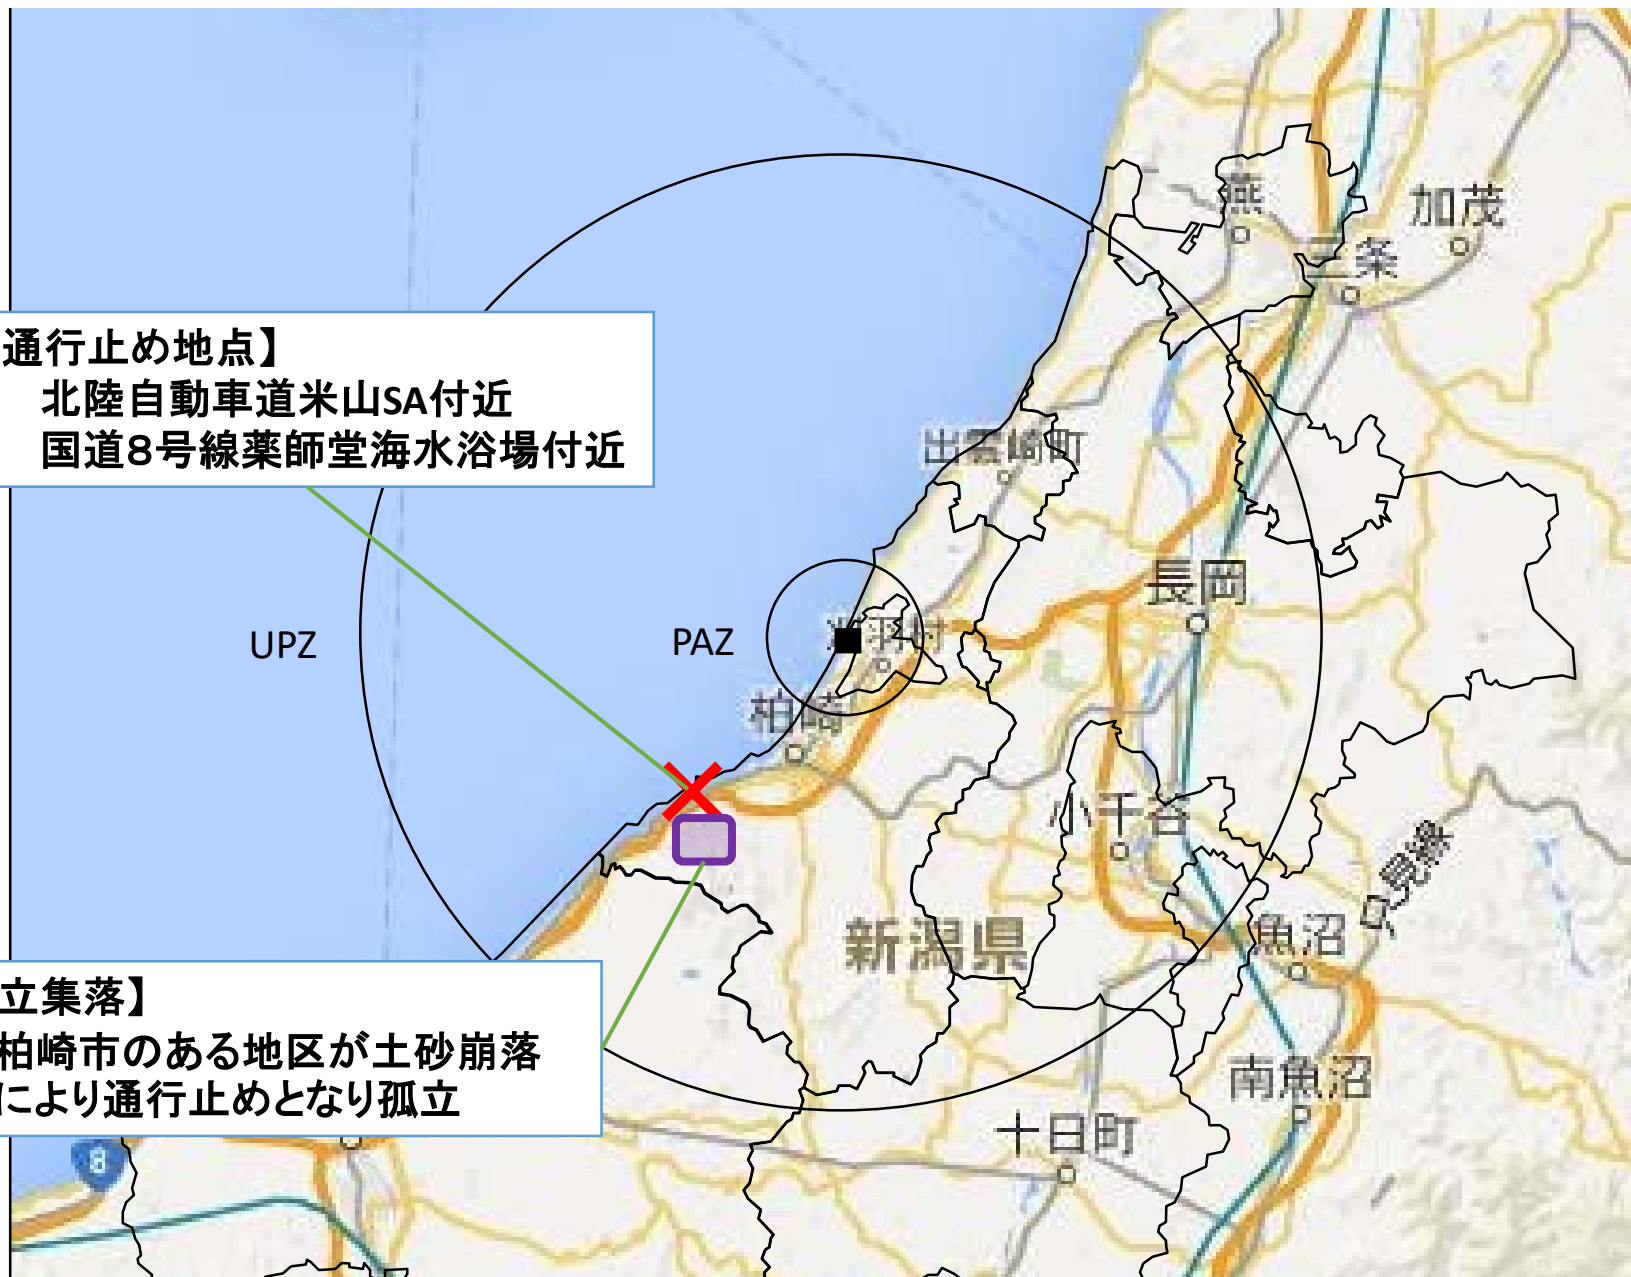 燕
加茂
三条
通行止め地点】
北陸自動車道米山SA付近
国道8号線薬師堂海水浴場付近
出雲崎町
長岡
UPZ
PAZ
羽村
柏崎
小千谷
只見線
新潟県
魚沼
立集落】
柏崎市のある地区が土砂崩落
により通行止めとなり孤立
南魚沼
十日町
8